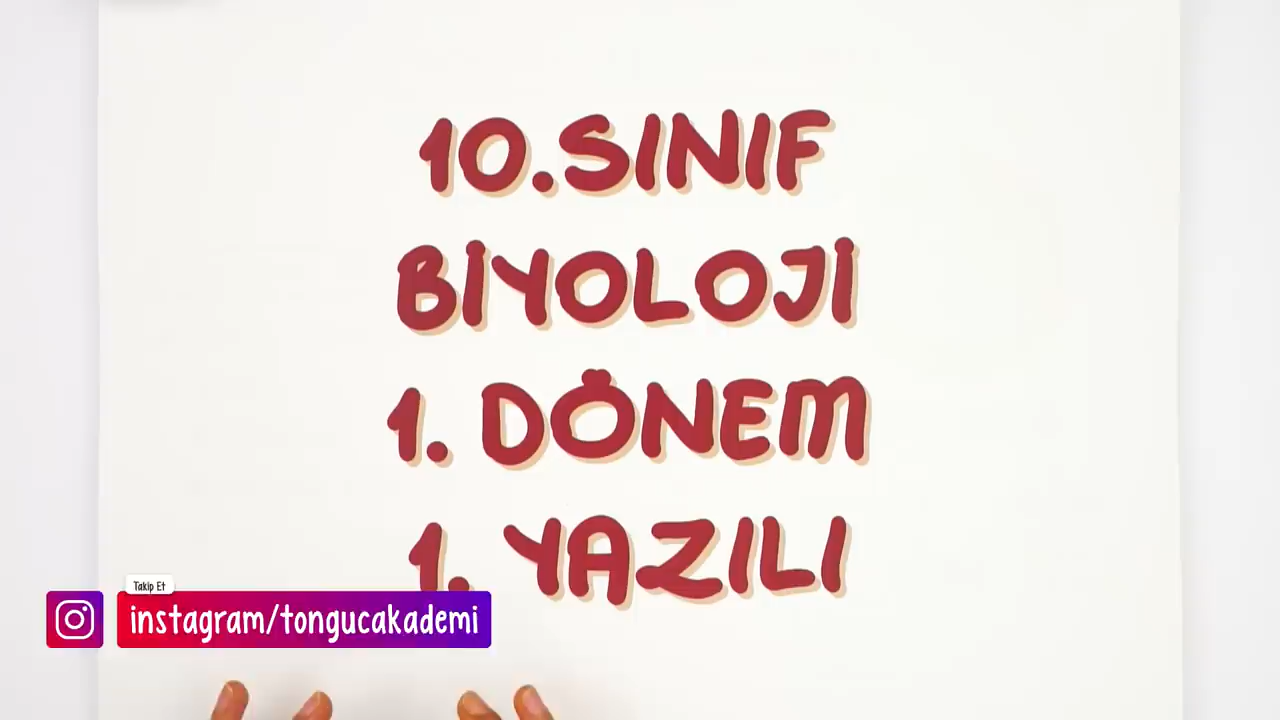 10.SINIF
BİYOLOJİ
1. DÖNEM
1. YAZILI
Takip Et
instagram/tongucakademi